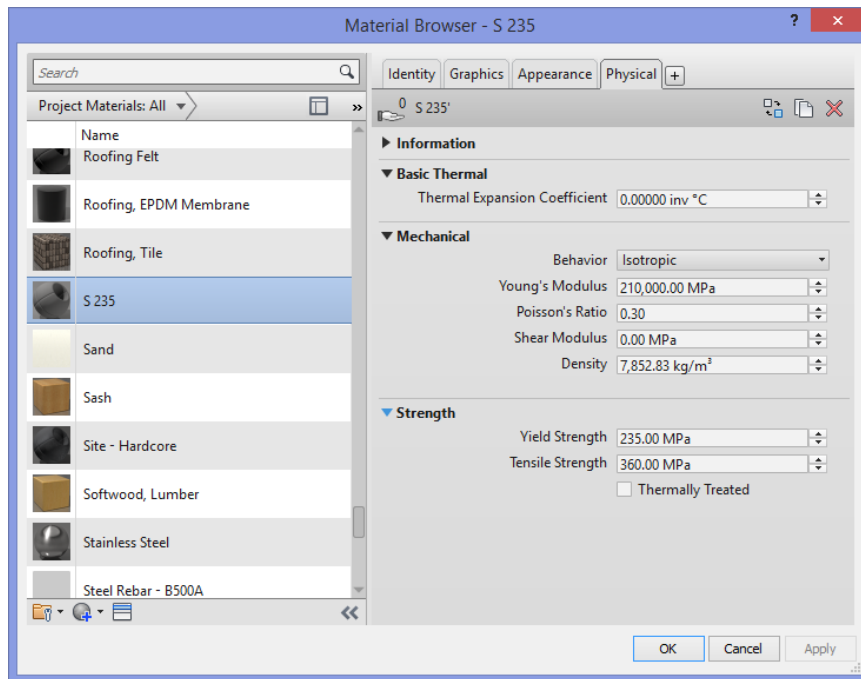 Material Browser - S 235
?
×
Search
Project Materials: All
»
Name
Roofing Felt
Roofing, EPDM Membrane
Roofing, Tile
S 235
Sand
Sash
Site - Hardcore
Softwood, Lumber
Stainless Steel
Steel Rebar - B500A
Identity Graphics Appearance Physical +
0 S 235'
Information
Basic Thermal
Thermal Expansion Coefficient 0.00000 inv °C
Mechanical
Behavior Isotropic
Young's Modulus 210,000.00 MPa
Poisson's Ratio 0.30
Shear Modulus 0.00 MPa
Density 7,852.83 kg/m³
Strength
Yield Strength 235.00 MPa
Tensile Strength 360.00 MPa
Thermally Treated
OK Cancel Apply